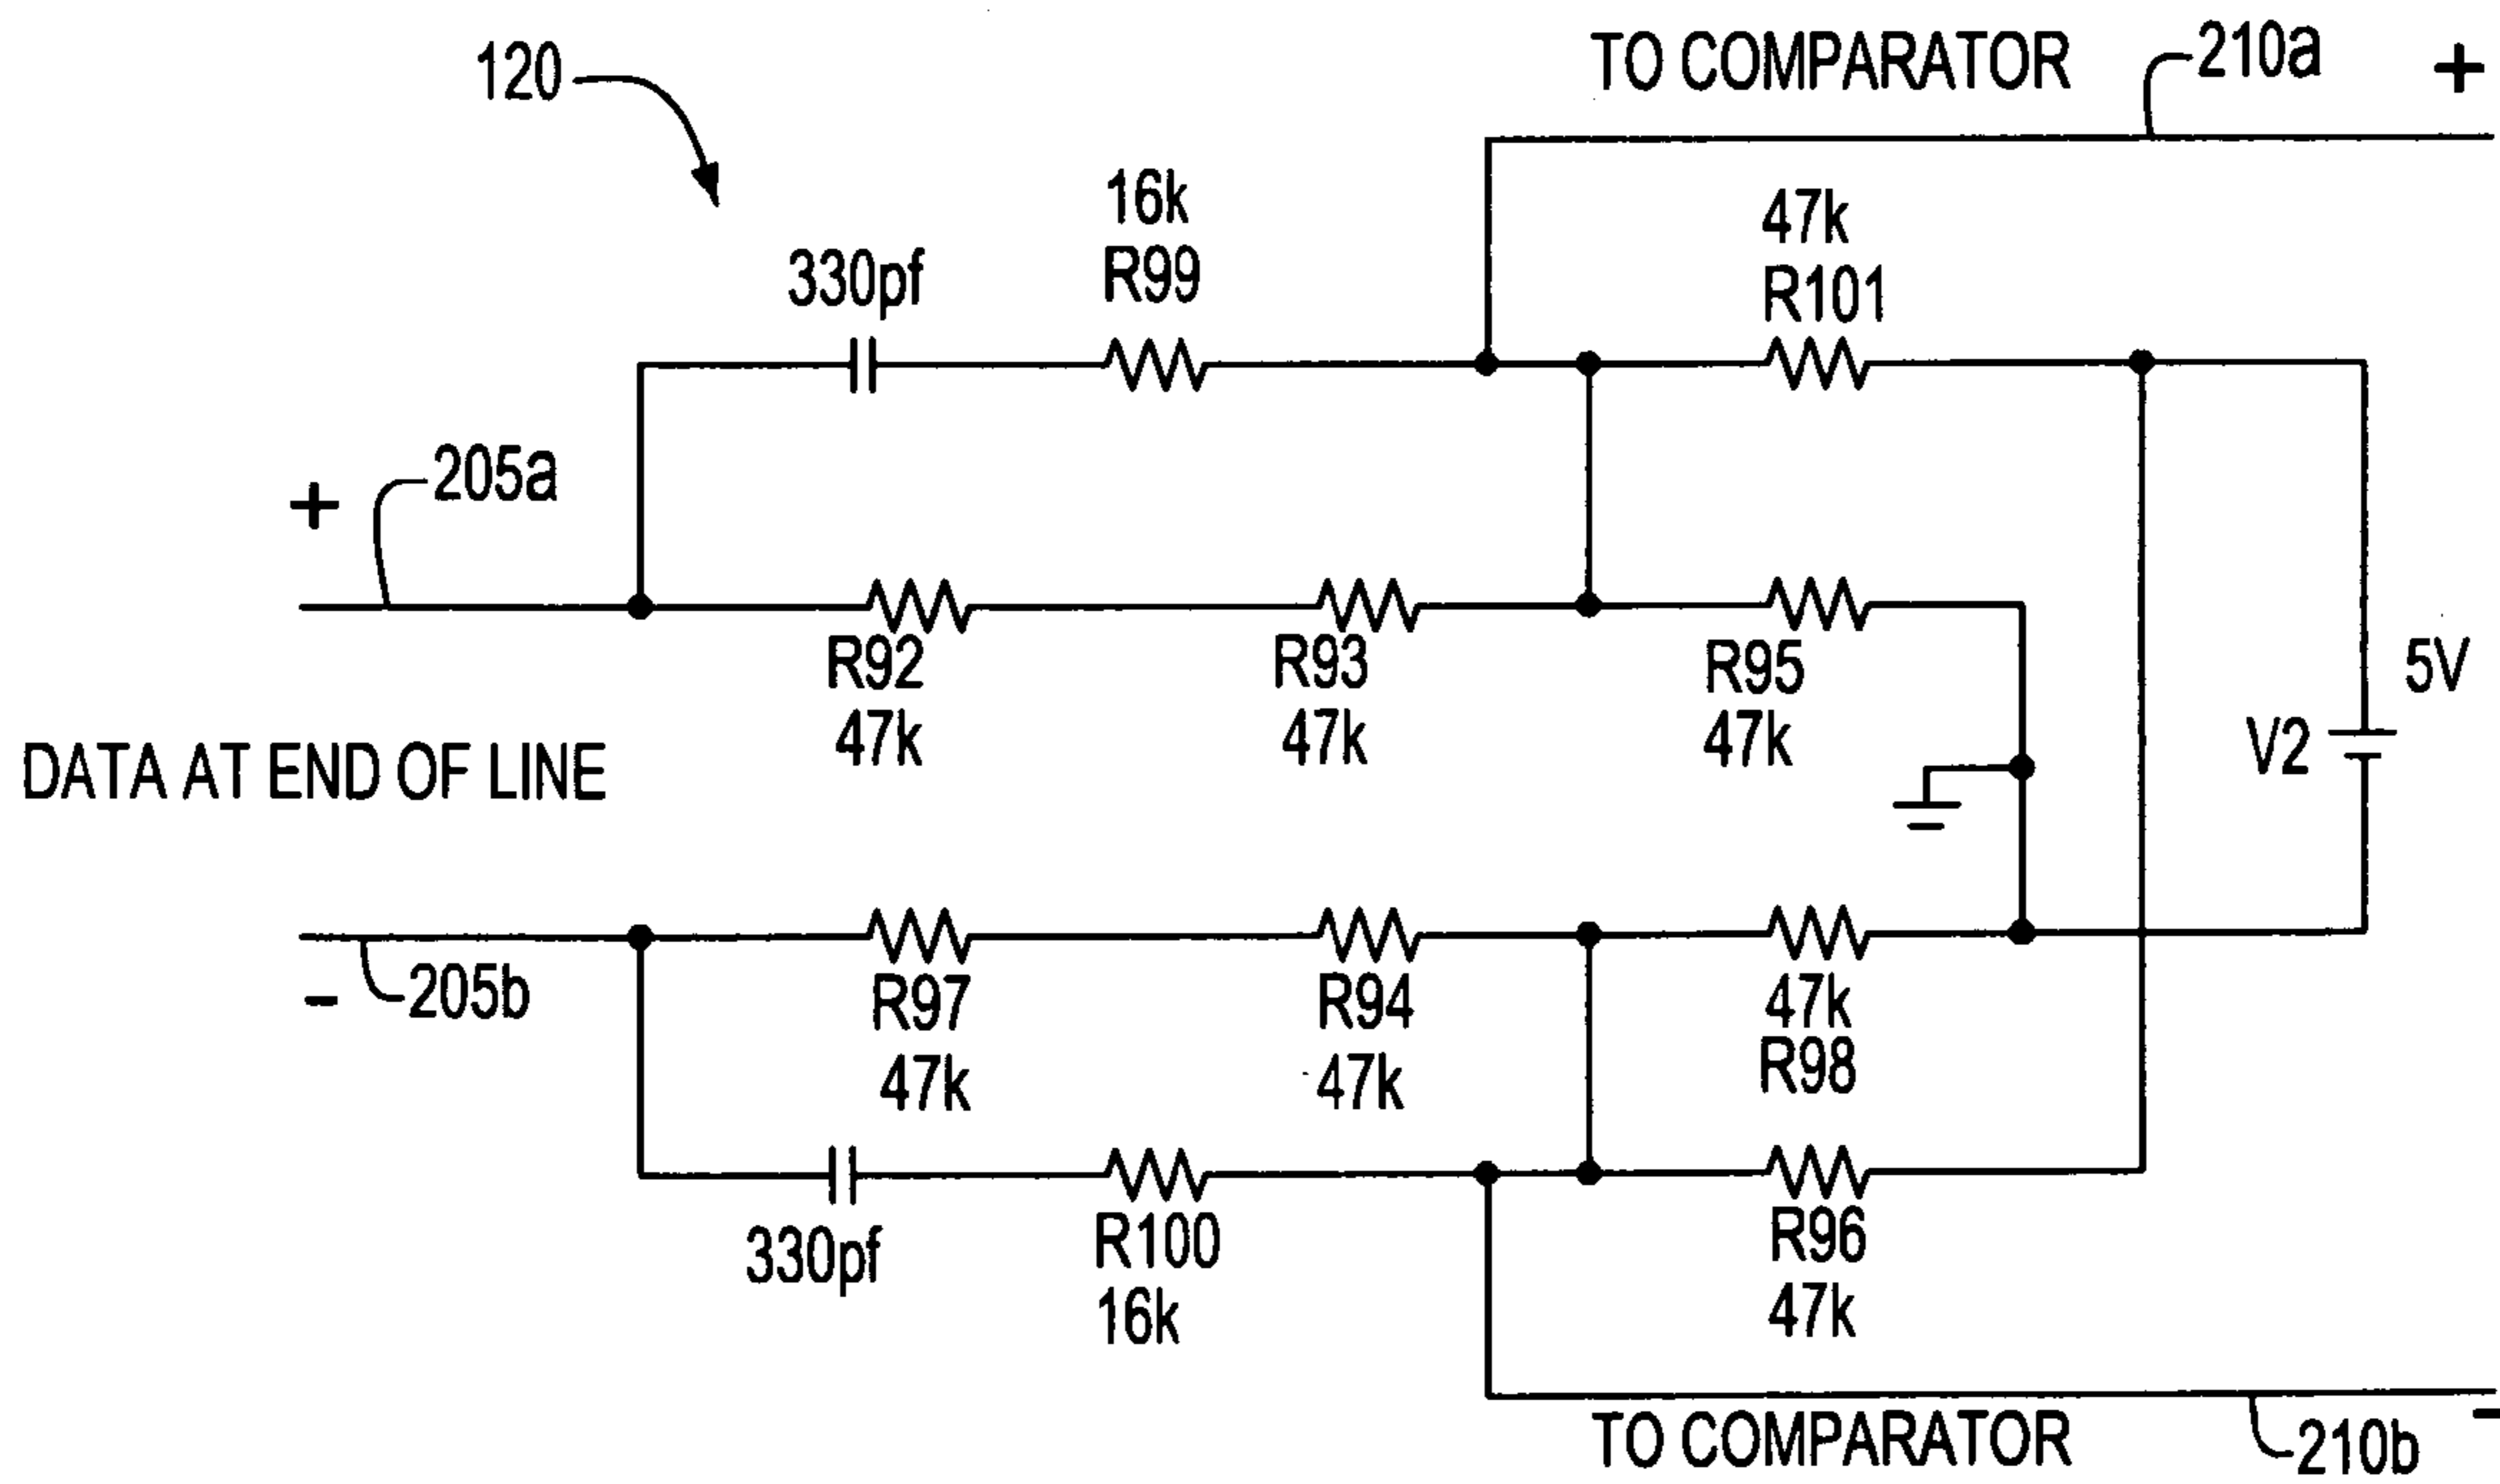 120
TO COMPARATOR
210a
+
16k
R99
330pf
47k
R101
+
205a
R92
47k
R93
47k
R95
47k
5V
V2
DATA AT END OF LINE
-
205b
R97
47k
R94
47k
47k
R98
330pf
R100
16k
R96
47k
TO COMPARATOR
210b
-